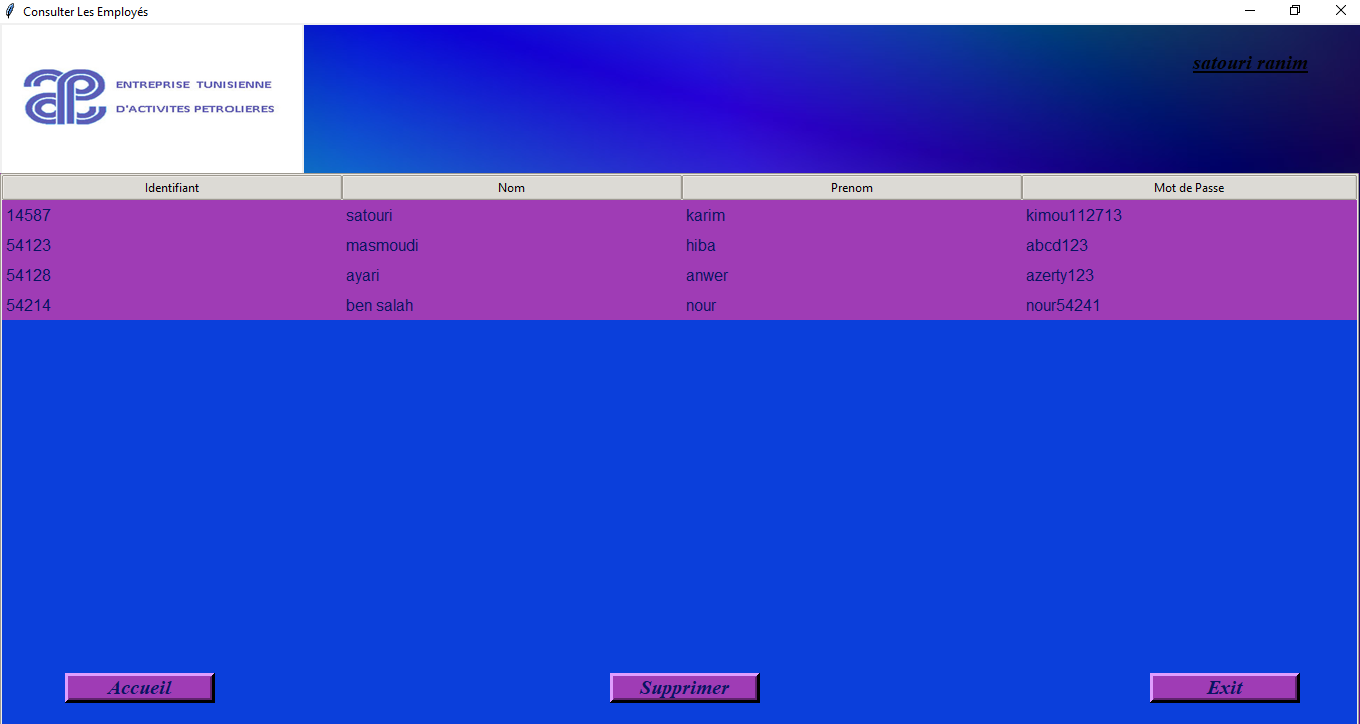 Consulter Les Employés
ENTREPRISE TUNISIENNE
D'ACTIVITES PETROLIERES
satouri ranim
Identifiant Nom Prenom Mot de Passe
14587 satouri karim kimou112713
54123 masmoudi hiba abcd123
54128 ayari anwer azerty123
54214 ben salah nour nour54241
Accueil Supprimer Exit